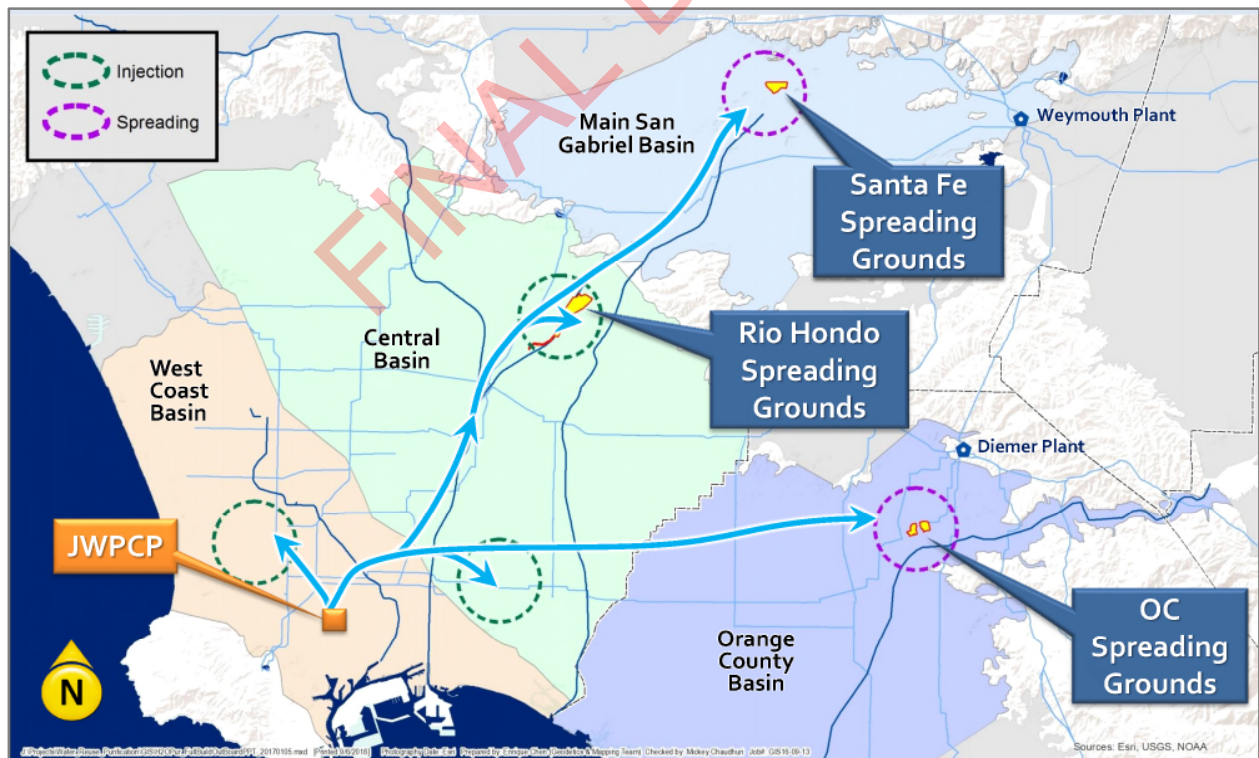 Injection
Spreading
FINAL
Main San
Gabriel Basin
Weymouth Plant
Santa Fe
Spreading
Grounds
Central
Basin
Rio Hondo
Spreading
Grounds
West
Coast
Basin
Diemer Plant
JWPCP
OC
Spreading
Grounds
Orange
County
Basin
N
Sources: Esri, USGS, NOAA